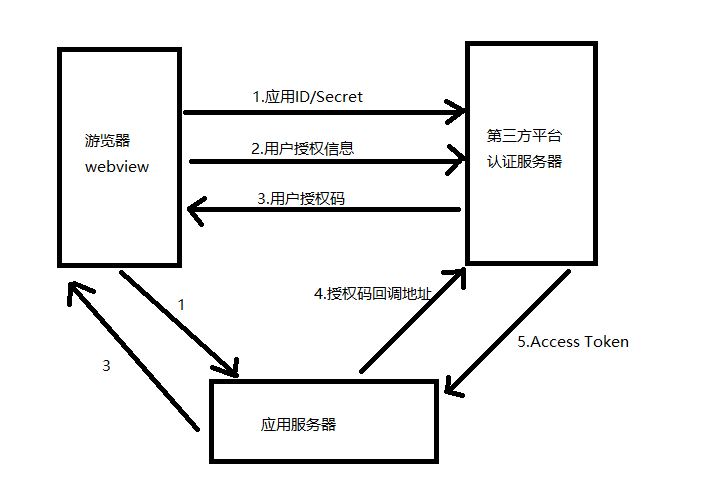 1.应用ID/Secret
游览器
webview
第三方平台
认证服务器
2.用户授权信息
3.用户授权码
4.授权码回调地址
1
3
5.Access Token
应用服务器